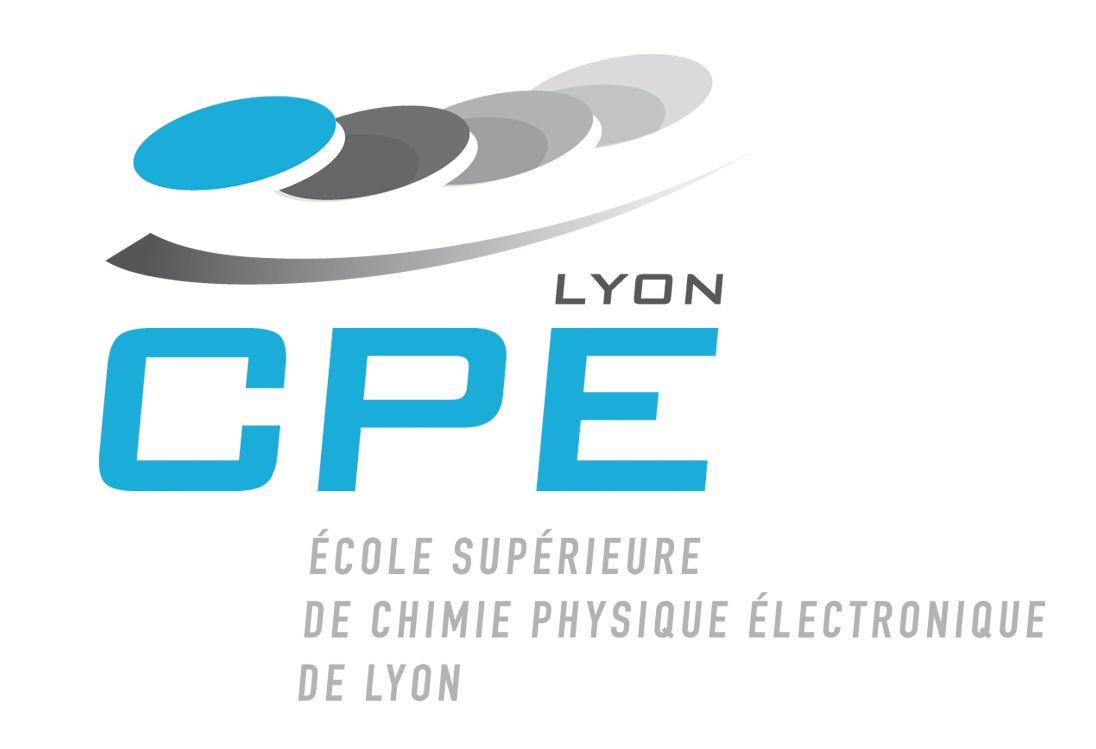 LYON
CPE
ÉCOLE SUPÉRIEURE
DE CHIMIE PHYSIQUE ÉLECTRONIQUE
DE LYON